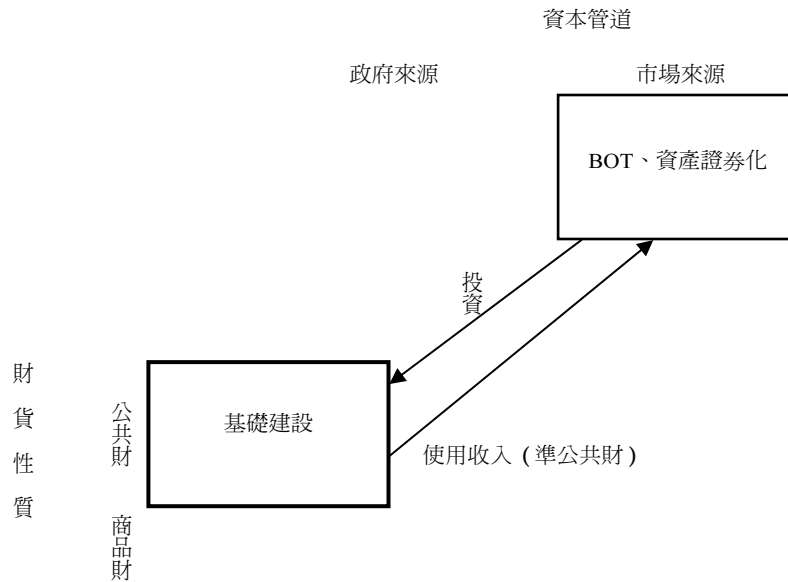 資本管道
政府來源
市場來源
BOT、資產證券化
投資
財貨性質
公共財
基礎建設
使用收入 (準公共財)
商品財